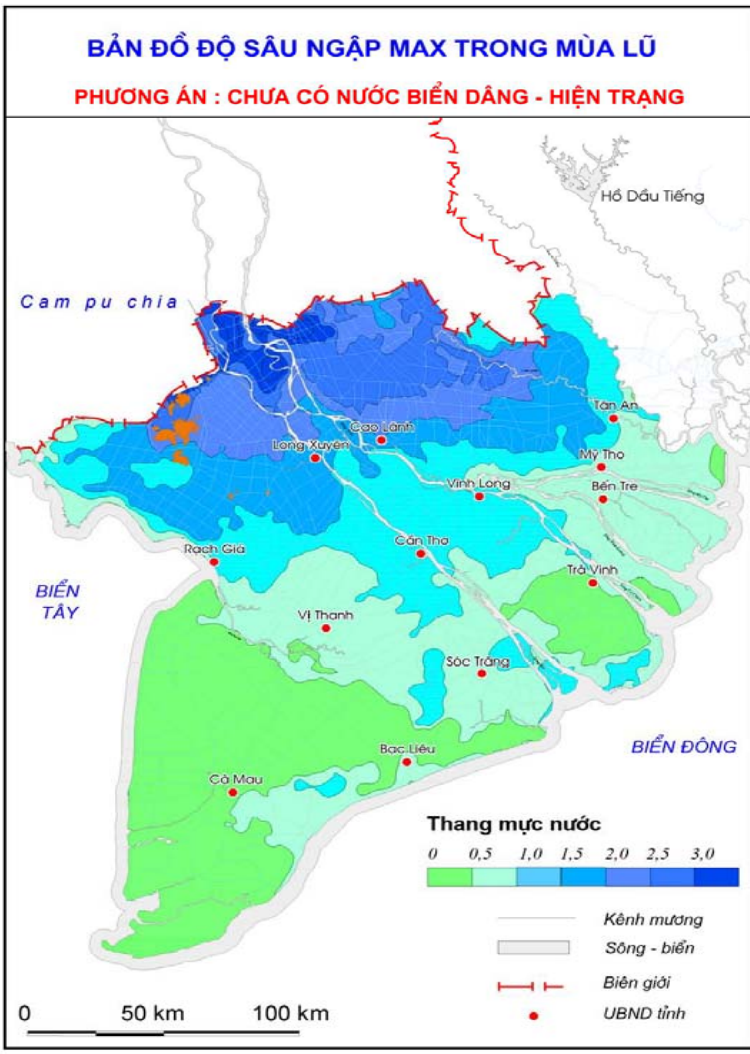 BẢN ĐỒ ĐỘ SÂU NGẬP MAX TRONG MÙA LŨ
PHƯƠNG ÁN : CHƯA CÓ NƯỚC BIỂN DÂNG - HIỆN TRẠNG
Hồ Dầu Tiếng
Cam pu chia
Tân An
Cao Lãnh
Long Xuyên
Mỹ Tho
Vĩnh Long
Bến Tre
Rạch Giá
Cần Thơ
Trà Vinh
BIỂN
TÂY
Vị Thanh
Sóc Trăng
BIỂN ĐÔNG
Bạc Liêu
Cà Mau
Thang mực nước
0 0,5 1,0 1,5 2,0 2,5 3,0
Kênh mương
Sông - biển
Biên giới
UBND tỉnh
0 50 km 100 km